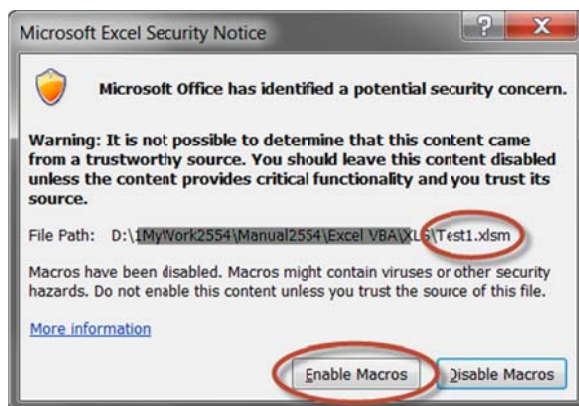 Microsoft Excel Security Notice
?
X
Microsoft Office has identified a potential security concern.
Warning: It is not possible to determine that this content came
from a trustworthy source. You should leave this content disabled
unless the content provides critical functionality and you trust its
source.
File Path: D:\1MyWork2554\Manual2554\Excel VBA\XLS\Test1.xlsm
Macros have been disabled. Macros might contain viruses or other security
hazards. Do not enable this content unless you trust the source of this file.
More information
Enable Macros
Disable Macros